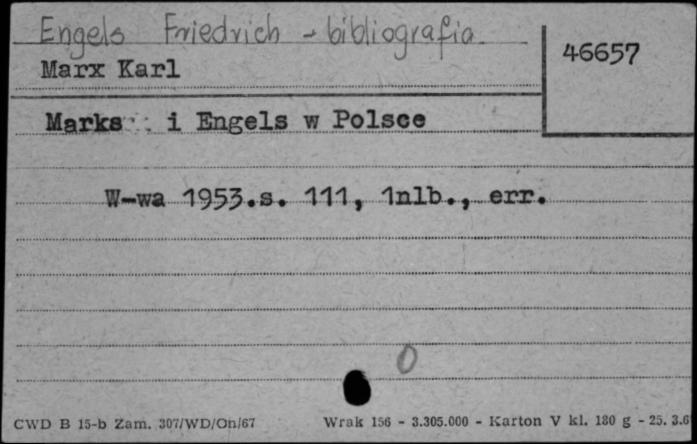 Engels Friedrich - bibliografia
46657
Marx Karl
Marks i Engels w Polsce
W-wa 1953.s. 111, 1nlb., err.
0
CWD B 15-b Zam. 307/WD/Oh/67 Wrak 156 - 3.305.000 - Karton V kl. 180 g - 25. 3.6